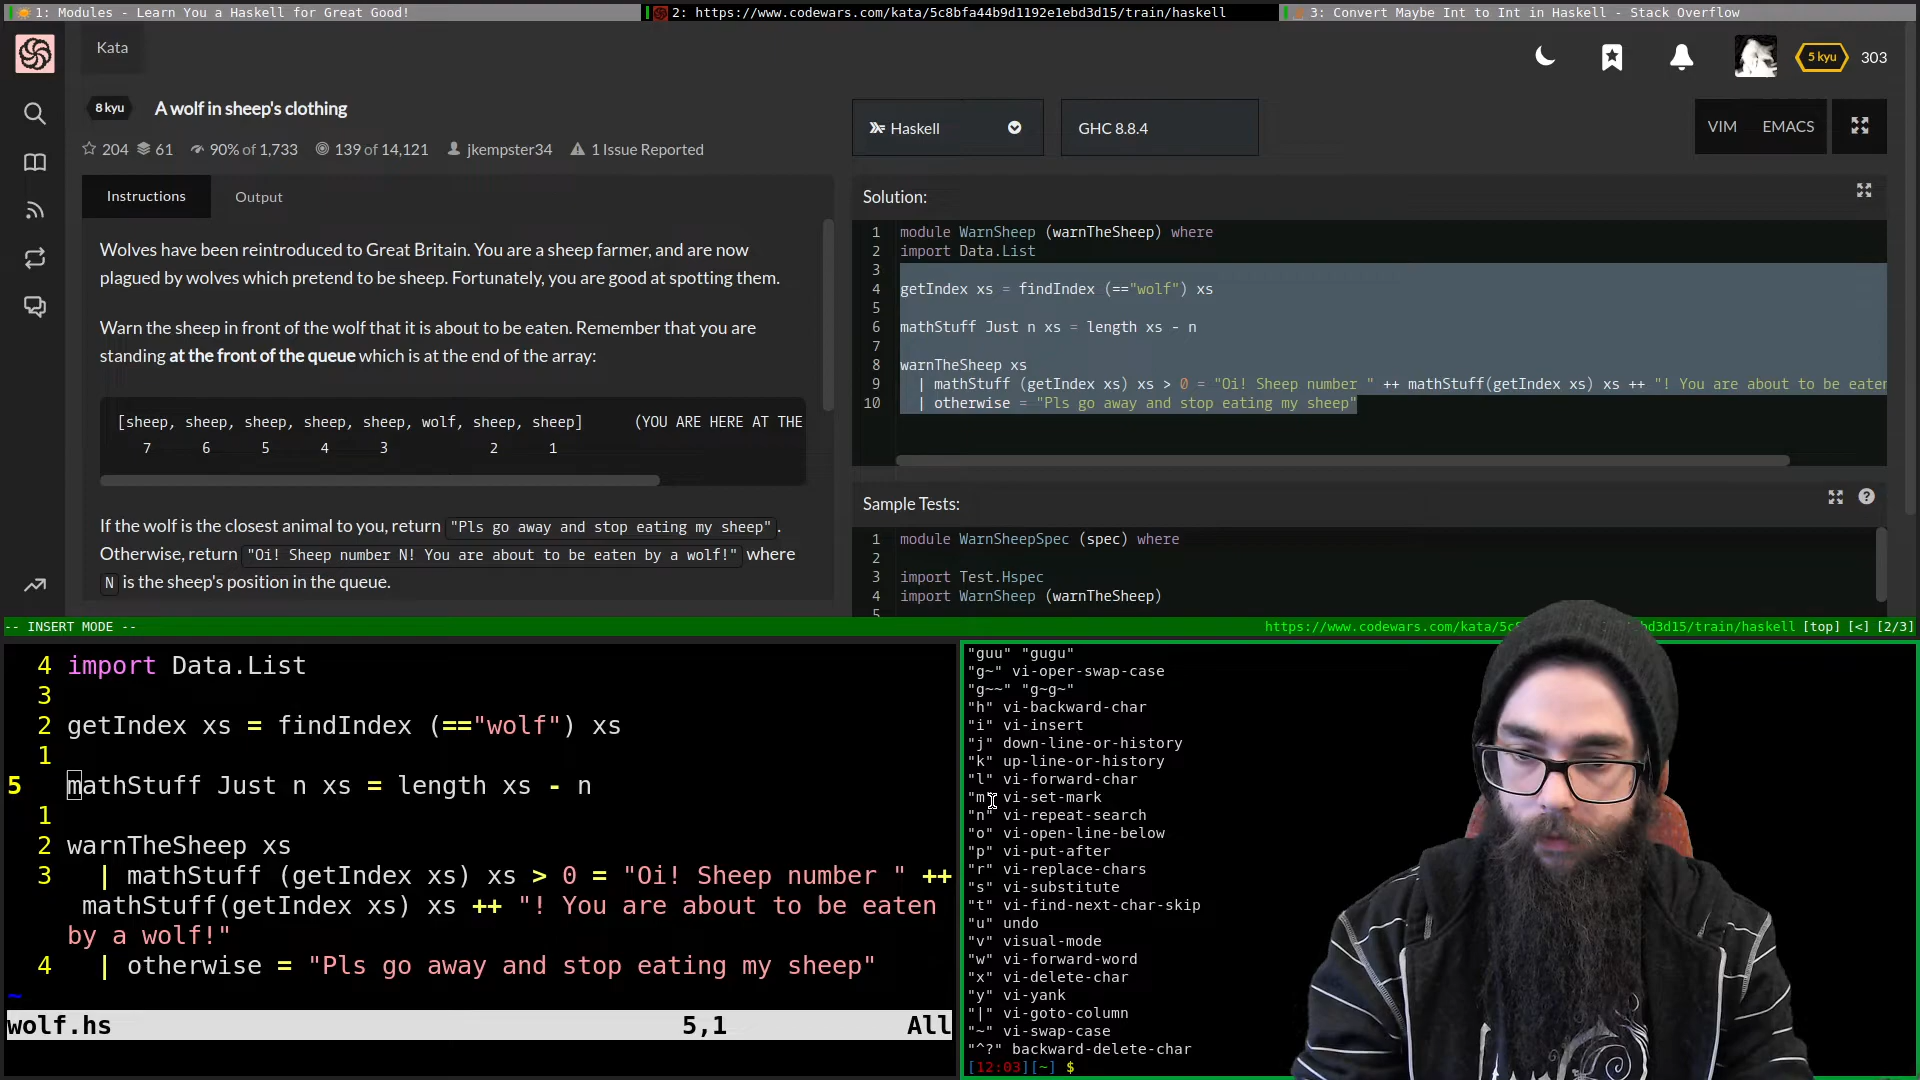 1: Modules - Learn You a Haskell for Great Good!
2: https://www.codewars.com/kata/5c8bfa44b9d1192e1ebd3d15/train/haskell
3: Convert Maybe Int to Int in Haskell - Stack Overflow
Kata
5 kyu 303
8 kyu A wolf in sheep's clothing
204 61 90% of 1,733 139 of 14,121 jkempster34 1 Issue Reported
Instructions Output
Wolves have been reintroduced to Great Britain. You are a sheep farmer, and are now
plagued by wolves which pretend to be sheep. Fortunately, you are good at spotting them.
Warn the sheep in front of the wolf that it is about to be eaten. Remember that you are
standing at the front of the queue which is at the end of the array:
[sheep, sheep, sheep, sheep, sheep, wolf, sheep, sheep] (YOU ARE HERE AT THE
7 6 5 4 3 2 1
If the wolf is the closest animal to you, return "Pls go away and stop eating my sheep".
Otherwise, return "Oi! Sheep number N! You are about to be eaten by a wolf!" where
N is the sheep's position in the queue.
Haskell GHC 8.8.4 VIM EMACS
Solution:
1 module WarnSheep (warnTheSheep) where
2 import Data.List
3
4 getIndex xs = findIndex (=="wolf") xs
5
6 mathStuff Just n xs = length xs - n
7
8 warnTheSheep xs
9 | mathStuff (getIndex xs) xs > 0 = "Oi! Sheep number " ++ mathStuff(getIndex xs) xs ++ "! You are about to be eaten
10 | otherwise = "Pls go away and stop eating my sheep"
Sample Tests:
1 module WarnSheepSpec (spec) where
2
3 import Test.Hspec
4 import WarnSheep (warnTheSheep)
5
-- INSERT MODE --
bd3d15/train/haskell [top] [<] [2/3]
4 import Data.List
3
2 getIndex xs = findIndex (=="wolf") xs
1
5 mathStuff Just n xs = length xs - n
1
2 warnTheSheep xs
3 | mathStuff (getIndex xs) xs > 0 = "Oi! Sheep number " ++
mathStuff(getIndex xs) xs ++ "! You are about to be eaten
by a wolf!"
4 | otherwise = "Pls go away and stop eating my sheep"
~
wolf.hs 5,1 All
"guu" "gugu"
"g~" vi-oper-swap-case
"g~~" "g~g~"
"h" vi-backward-char
"i" vi-insert
"j" down-line-or-history
"k" up-line-or-history
"l" vi-forward-char
"m" vi-set-mark
"n" vi-repeat-search
"o" vi-open-line-below
"p" vi-put-after
"r" vi-replace-chars
"s" vi-substitute
"t" vi-find-next-char-skip
"u" undo
"v" visual-mode
"w" vi-forward-word
"x" vi-delete-char
"y" vi-yank
"|" vi-goto-column
"~" vi-swap-case
"^?" backward-delete-char
[12:03][~] $